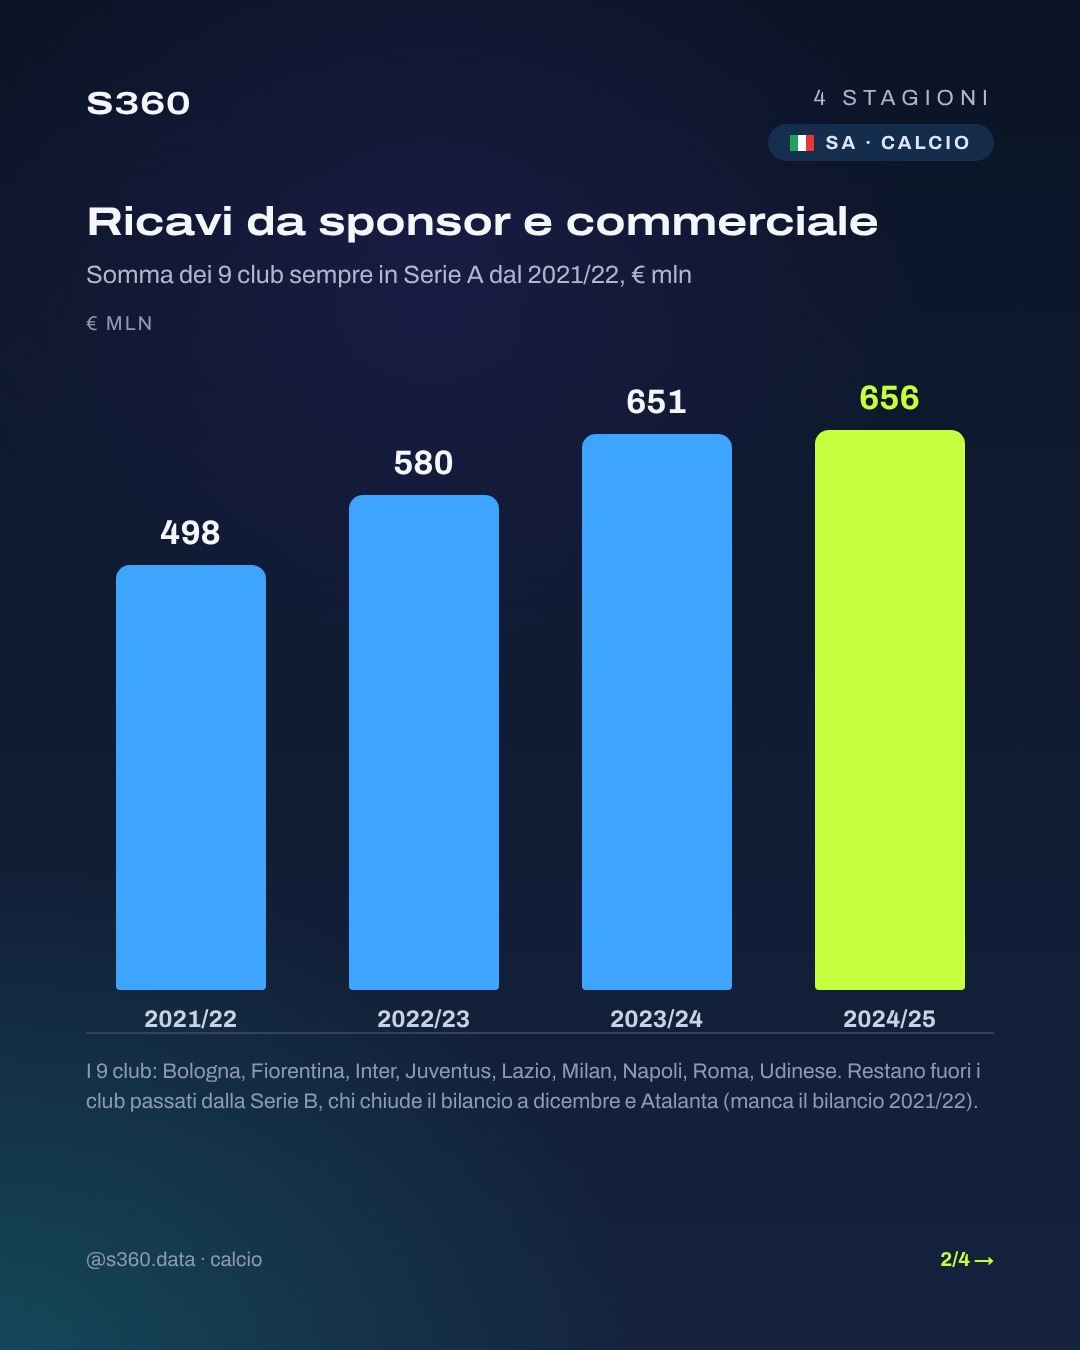 S360
4 STAGIONI
SA · CALCIO
Ricavi da sponsor e commerciale
Somma dei 9 club sempre in Serie A dal 2021/22, € mln
€ MLN
498
580
651
656
2021/22
2022/23
2023/24
2024/25
I 9 club: Bologna, Fiorentina, Inter, Juventus, Lazio, Milan, Napoli, Roma, Udinese. Restano fuori i
club passati dalla Serie B, chi chiude il bilancio a dicembre e Atalanta (manca il bilancio 2021/22).
@s360.data · calcio
2/4 →